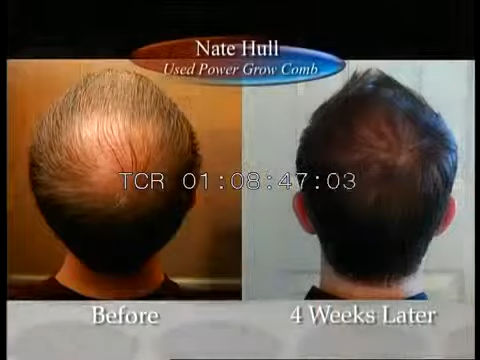 Nate Hull
Used Power Grow Comb
TCR 01:08:47:03
Before
4 Weeks Later